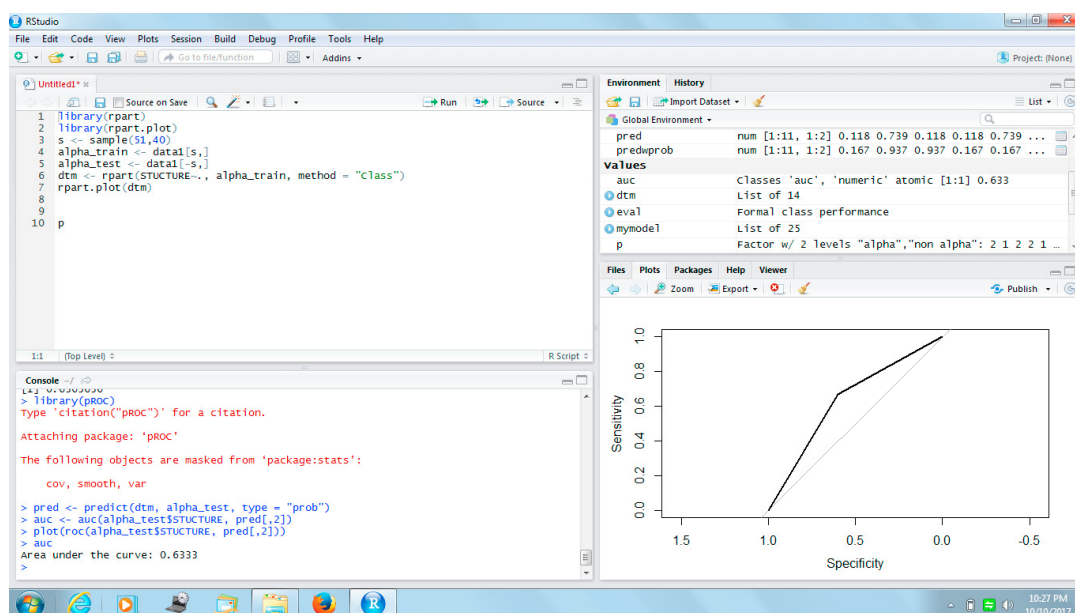 RStudio
File Edit Code View Plots Session Build Debug Profile Tools Help
Go to file/function Addins Project: (None)
Untitled1*
Source on Save Run Source
1 library(rpart)
2 library(rpart.plot)
3 s <- sample(51,40)
4 alpha_train <- data1[s,]
5 alpha_test <- data1[-s,]
6 dtm <- rpart(STUCTURE~., alpha_train, method = "class")
7 rpart.plot(dtm)
8
9
10 p
1:1 (Top Level) R Script
Console ~/
> library(pROC)
Type 'citation("pROC")' for a citation.
Attaching package: ‘pROC’
The following objects are masked from ‘package:stats’:
cov, smooth, var
> pred <- predict(dtm, alpha_test, type = "prob")
> auc <- auc(alpha_test$STUCTURE, pred[,2])
> plot(roc(alpha_test$STUCTURE, pred[,2]))
> auc
Area under the curve: 0.6333
>
Environment History
Import Dataset List
Global Environment
pred num [1:11, 1:2] 0.118 0.739 0.118 0.118 0.739 ...
predwprob num [1:11, 1:2] 0.167 0.937 0.937 0.167 0.167 ...
Values
auc Classes 'auc', 'numeric' atomic [1:1] 0.633
dtm List of 14
eval Formal class performance
mymodel List of 25
p Factor w/ 2 levels "alpha","non alpha": 2 1 2 2 1 ...
Files Plots Packages Help Viewer
Zoom Export Publish
Sensitivity
1.0
0.8
0.6
0.4
0.2
0.0
1.5 1.0 0.5 0.0 -0.5
Specificity
10:27 PM
10/10/2017